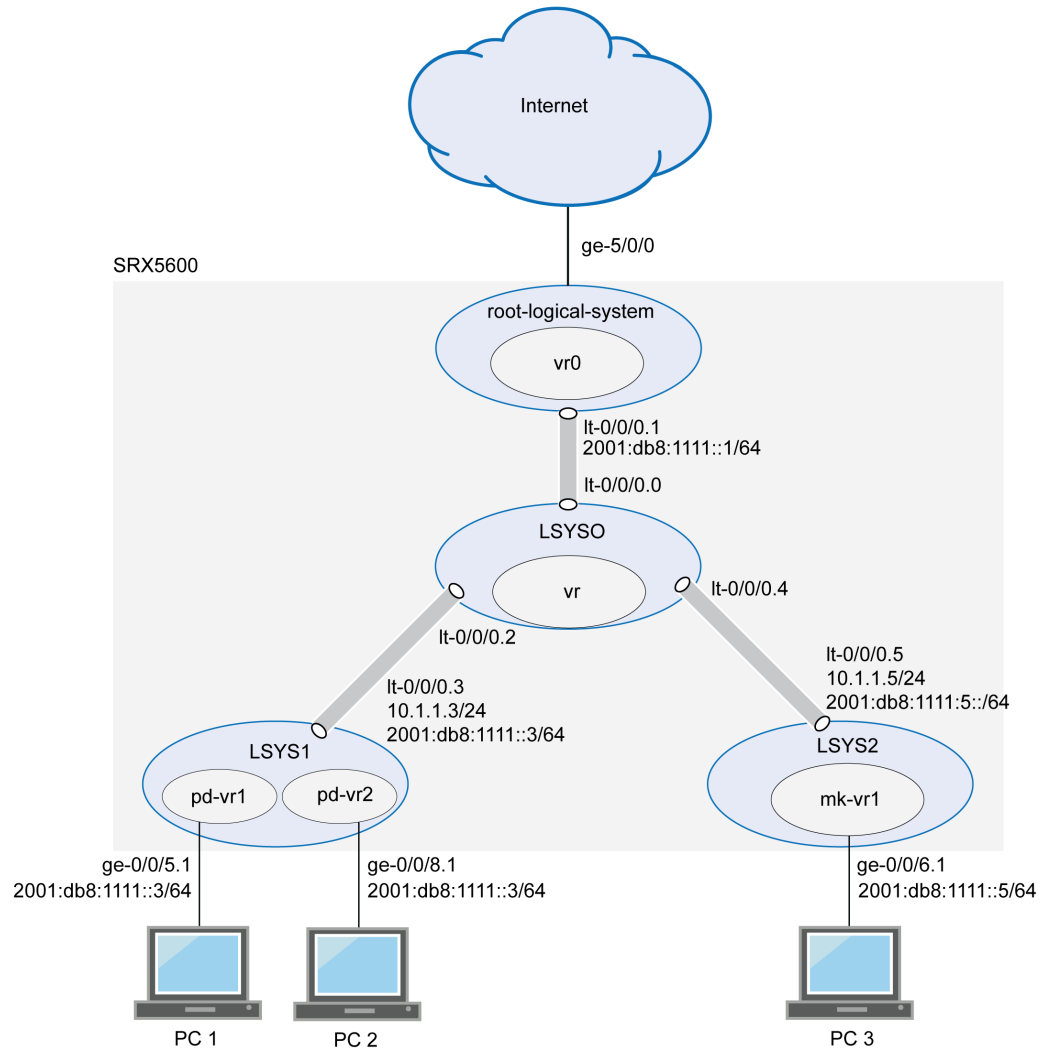 Internet
ge-5/0/0
SRX5600
root-logical-system
vr0
lt-0/0/0.1
2001:db8:1111::1/64
lt-0/0/0.0
LSYSO
vr
lt-0/0/0.4
lt-0/0/0.2
lt-0/0/0.5
10.1.1.5/24
2001:db8:1111:5::/64
lt-0/0/0.3
10.1.1.3/24
2001:db8:1111::3/64
LSYS1
LSYS2
pd-vr1
pd-vr2
mk-vr1
ge-0/0/5.1
2001:db8:1111::3/64
ge-0/0/8.1
2001:db8:1111::3/64
ge-0/0/6.1
2001:db8:1111::5/64
PC 1
PC 2
PC 3